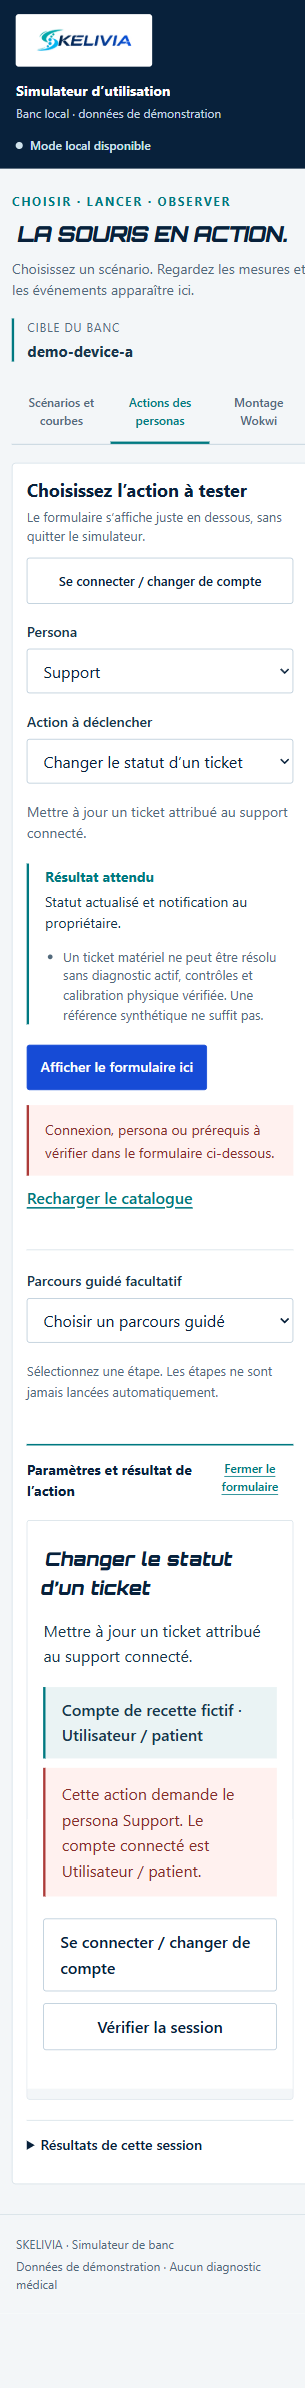 SKELIVIA
Simulateur d’utilisation
Banc local · données de démonstration
Mode local disponible
CHOISIR · LANCER · OBSERVER
LA SOURIS EN ACTION.
Choisissez un scénario. Regardez les mesures et
les événements apparaître ici.
CIBLE DU BANC
demo-device-a
Scénarios et
courbes
Actions des
personas
Montage
Wokwi
Choisissez l’action à tester
Le formulaire s’affiche juste en dessous, sans
quitter le simulateur.
Se connecter / changer de compte
Persona
Support
Action à déclencher
Changer le statut d’un ticket
Mettre à jour un ticket attribué au support
connecté.
Résultat attendu
Statut actualisé et notification au
propriétaire.
• Un ticket matériel ne peut être résolu
sans diagnostic actif, contrôles et
calibration physique vérifiée. Une
référence synthétique ne suffit pas.
Afficher le formulaire ici
Connexion, persona ou prérequis à
vérifier dans le formulaire ci-dessous.
Recharger le catalogue
Parcours guidé facultatif
Choisir un parcours guidé
Sélectionnez une étape. Les étapes ne sont
jamais lancées automatiquement.
Paramètres et résultat de
l’action
Fermer le
formulaire
Changer le statut
d’un ticket
Mettre à jour un ticket attribué
au support connecté.
Compte de recette fictif ·
Utilisateur / patient
Cette action demande le
persona Support. Le
compte connecté est
Utilisateur / patient.
Se connecter / changer de
compte
Vérifier la session
Résultats de cette session
SKELIVIA · Simulateur de banc
Données de démonstration · Aucun diagnostic
médical